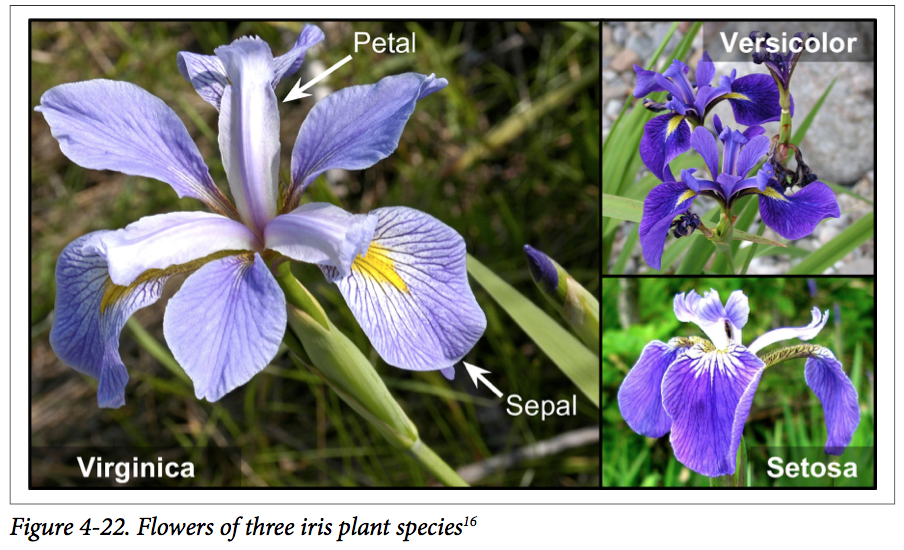 Petal
Versicolor
Sepal
Virginica
Setosa
Figure 4-22. Flowers of three iris plant species16